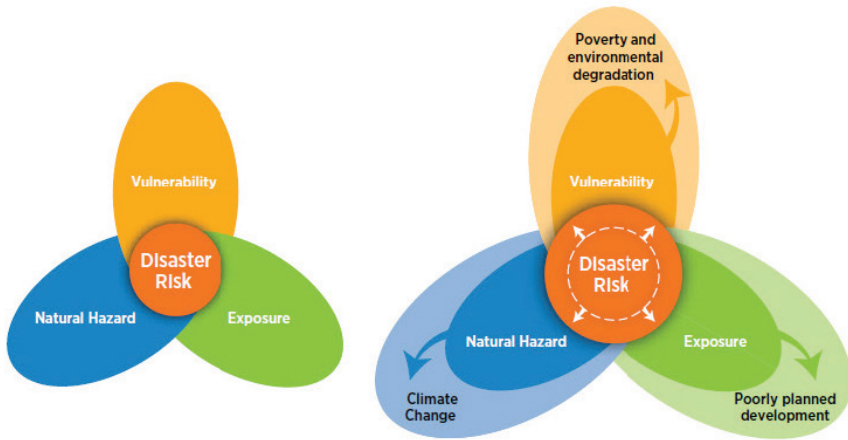 Vulnerability
Disaster
Risk
Natural Hazard
Exposure
Poverty and
environmental
degradation
Vulnerability
Disaster
Risk
Natural Hazard
Exposure
Climate
Change
Poorly planned
development